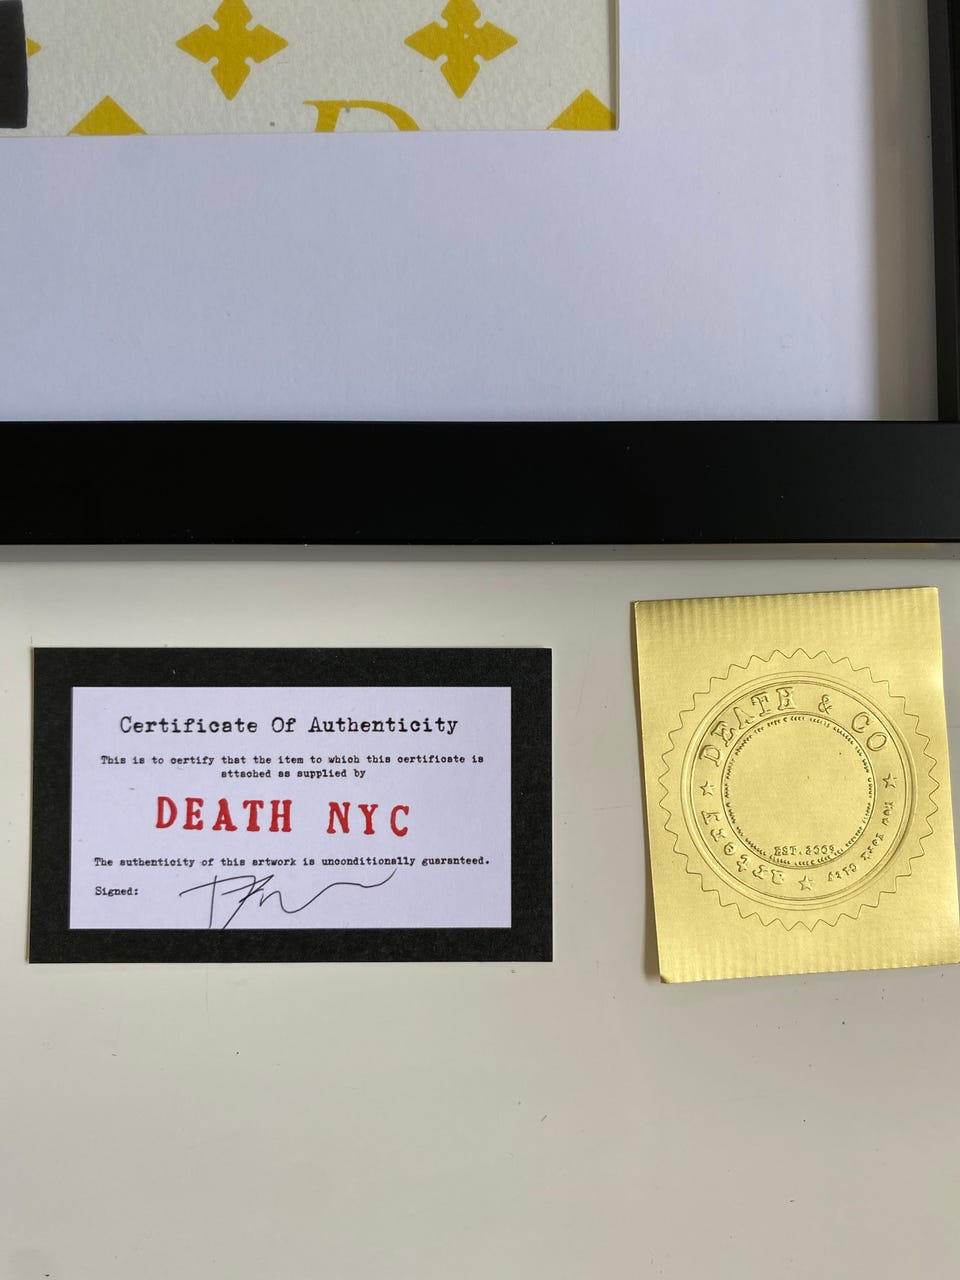 Certificate Of Authenticity
This is to certify that the item to which this certificate is
attached as supplied by
DEATH NYC
The authenticity of this artwork is unconditionally guaranteed.
Signed:
DEATH & CO
EST. 2009